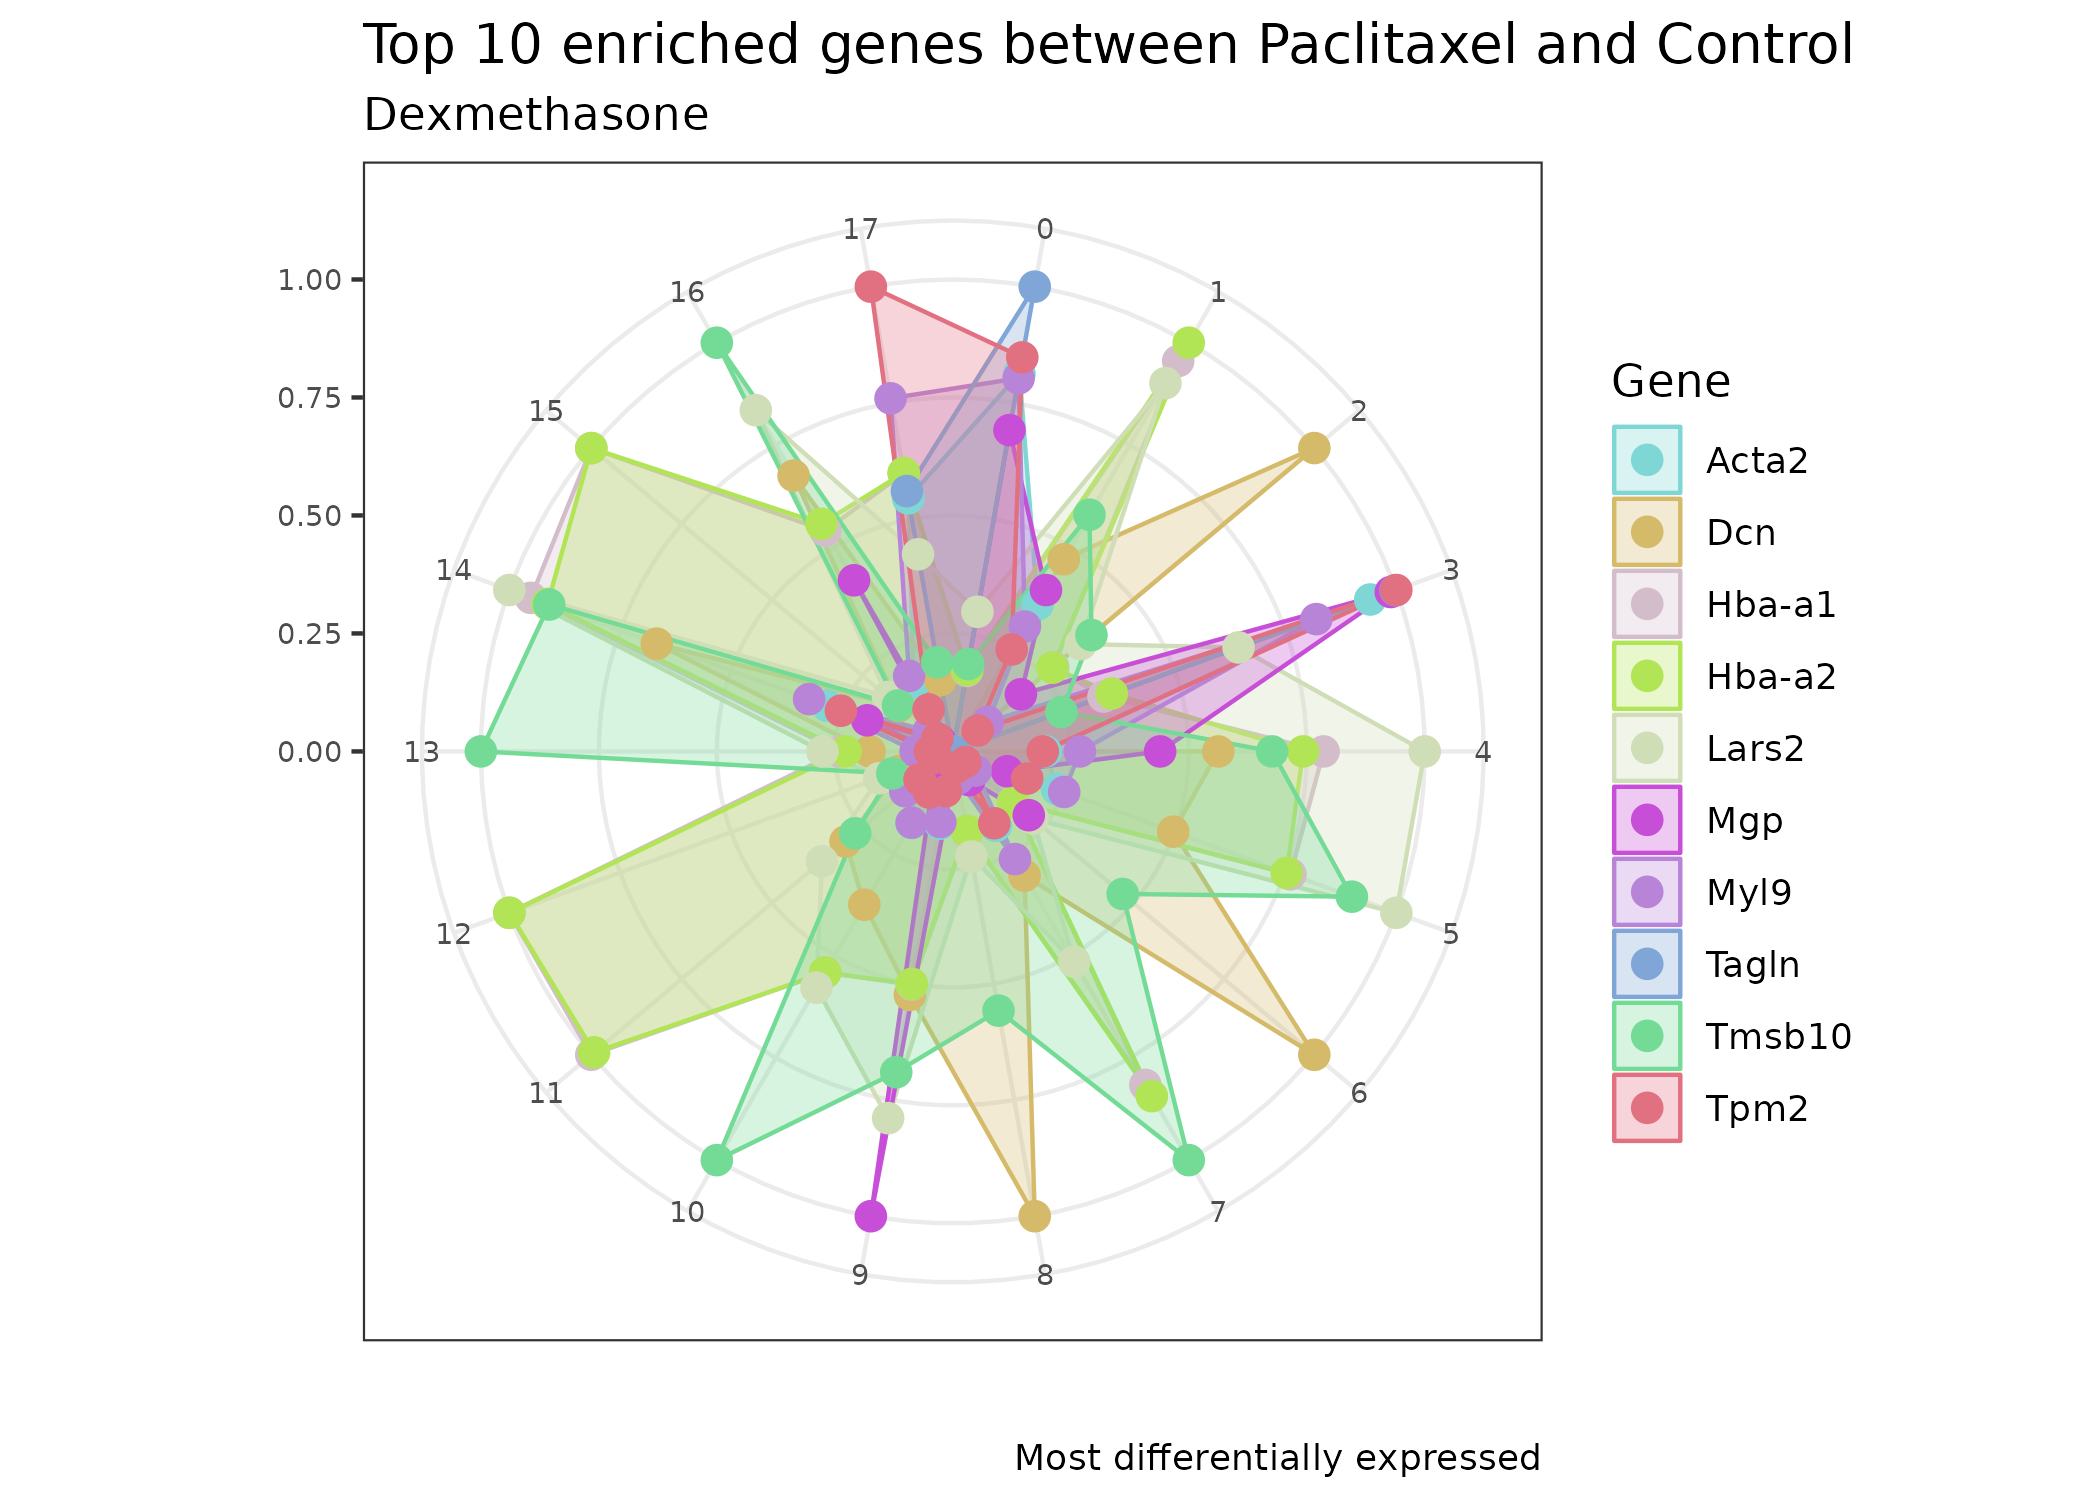 Top 10 enriched genes between Paclitaxel and Control
Dexmethasone
17
0
16
1
1.00
0.75
15
2
0.50
14
3
0.25
0.00
13
4
12
5
11
6
10
7
9
8
Gene
Acta2
Dcn
Hba-a1
Hba-a2
Lars2
Mgp
Myl9
Tagln
Tmsb10
Tpm2
Most differentially expressed